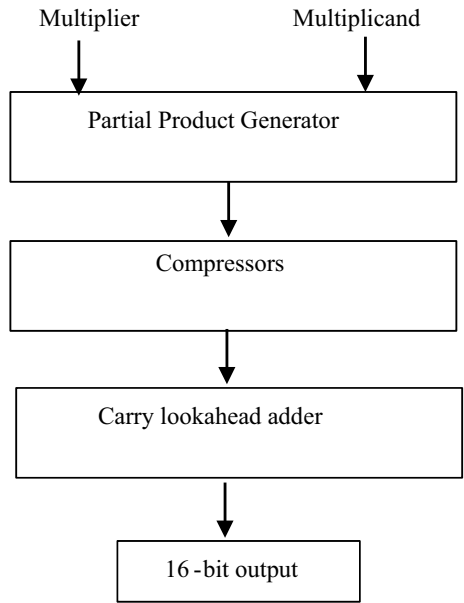 Multiplier Multiplicand
Partial Product Generator
Compressors
Carry lookahead adder
16 -bit output